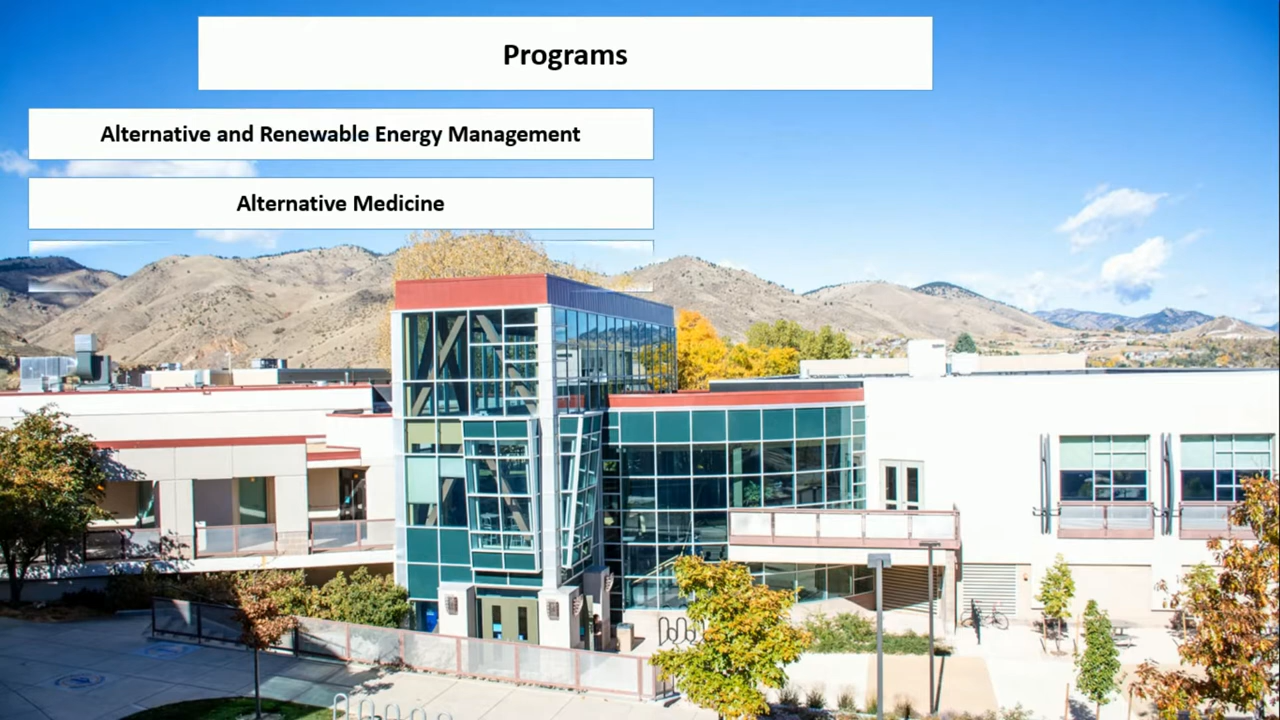 Programs
Alternative and Renewable Energy Management
Alternative Medicine